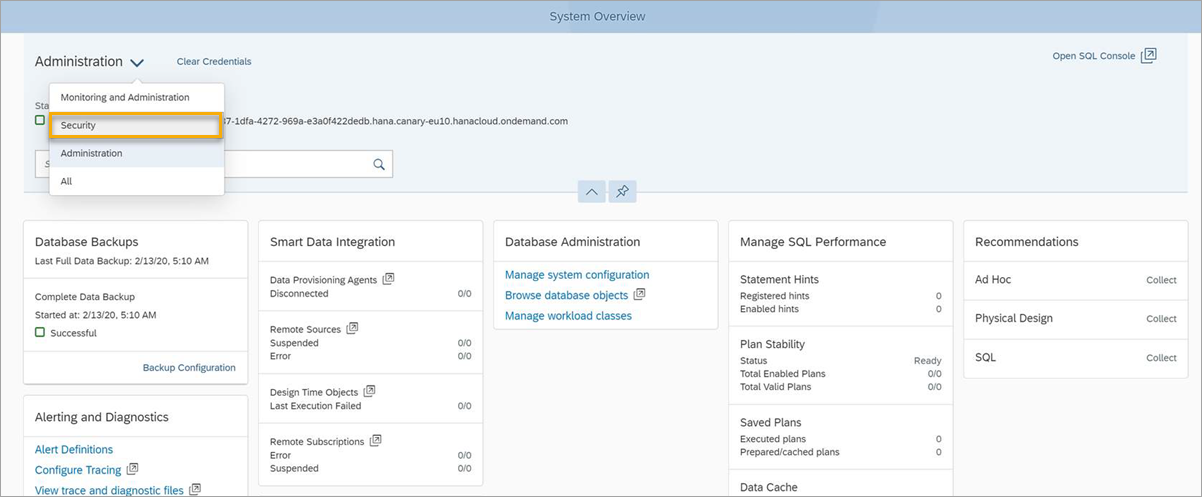 System Overview
Administration
Clear Credentials
Open SQL Console
Monitoring and Administration
Security
Administration
All
Sta
37-1dfa-4272-969a-e3a0f422dedb.hana.canary-eu10.hanacloud.ondemand.com
Database Backups
Last Full Data Backup: 2/13/20, 5:10 AM
Complete Data Backup
Started at: 2/13/20, 5:10 AM
Successful
Backup Configuration
Alerting and Diagnostics
Alert Definitions
Configure Tracing
View trace and diagnostic files
Smart Data Integration
Data Provisioning Agents
Disconnected 0/0
Remote Sources
Suspended 0/0
Error 0/0
Design Time Objects
Last Execution Failed 0/0
Remote Subscriptions
Error 0/0
Suspended 0/0
Database Administration
Manage system configuration
Browse database objects
Manage workload classes
Manage SQL Performance
Statement Hints
Registered hints 0
Enabled hints 0
Plan Stability
Status Ready
Total Enabled Plans 0/0
Total Valid Plans 0/0
Saved Plans
Executed plans 0
Prepared/cached plans 0
Data Cache
Recommendations
Ad Hoc Collect
Physical Design Collect
SQL Collect